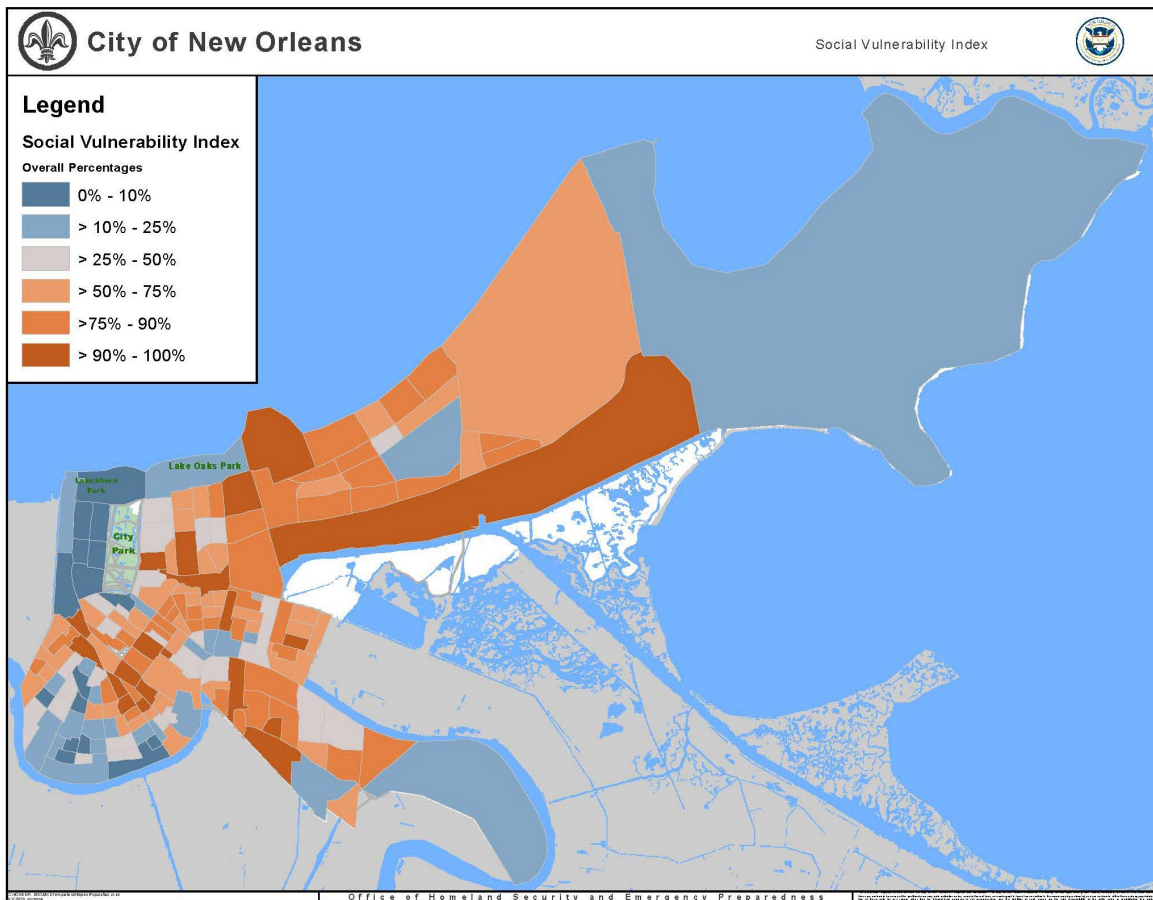 City of New Orleans
Social Vulnerability Index
Legend
Social Vulnerability Index
Overall Percentages
0% - 10%
> 10% - 25%
> 25% - 50%
> 50% - 75%
>75% - 90%
> 90% - 100%
Lake Oaks Park
Lakeshore
Park
City
Park
Office of Homeland Security and Emergency Preparedness